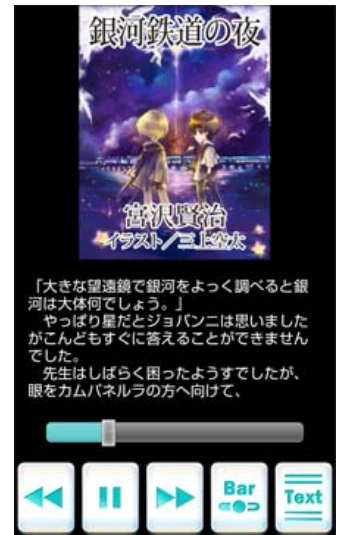 銀河鉄道の夜
宮沢賢治
イラスト／三上空太
「大きな望遠鏡で銀河をよっく調べると銀
河は大体何でしょう。」
　やっぱり星だとジョバンニは思いました
がこんどもすぐに答えることができません
でした。
　先生はしばらく困ったようすでしたが、
眼をカムパネルラの方へ向けて、
Bar
Text